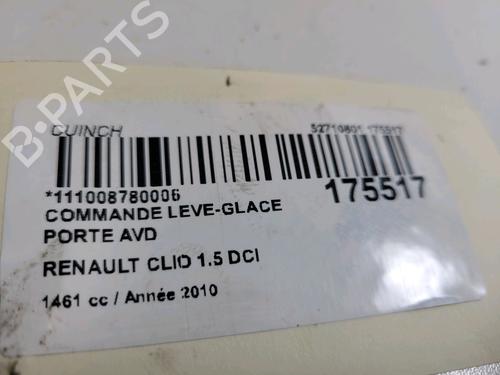 CUINCH 52710801 175517
*111008780006 175517
COMMANDE LEVE-GLACE
PORTE AVD
RENAULT CLIO 1.5 DCI
1461 cc / Année 2010
B-PARTS